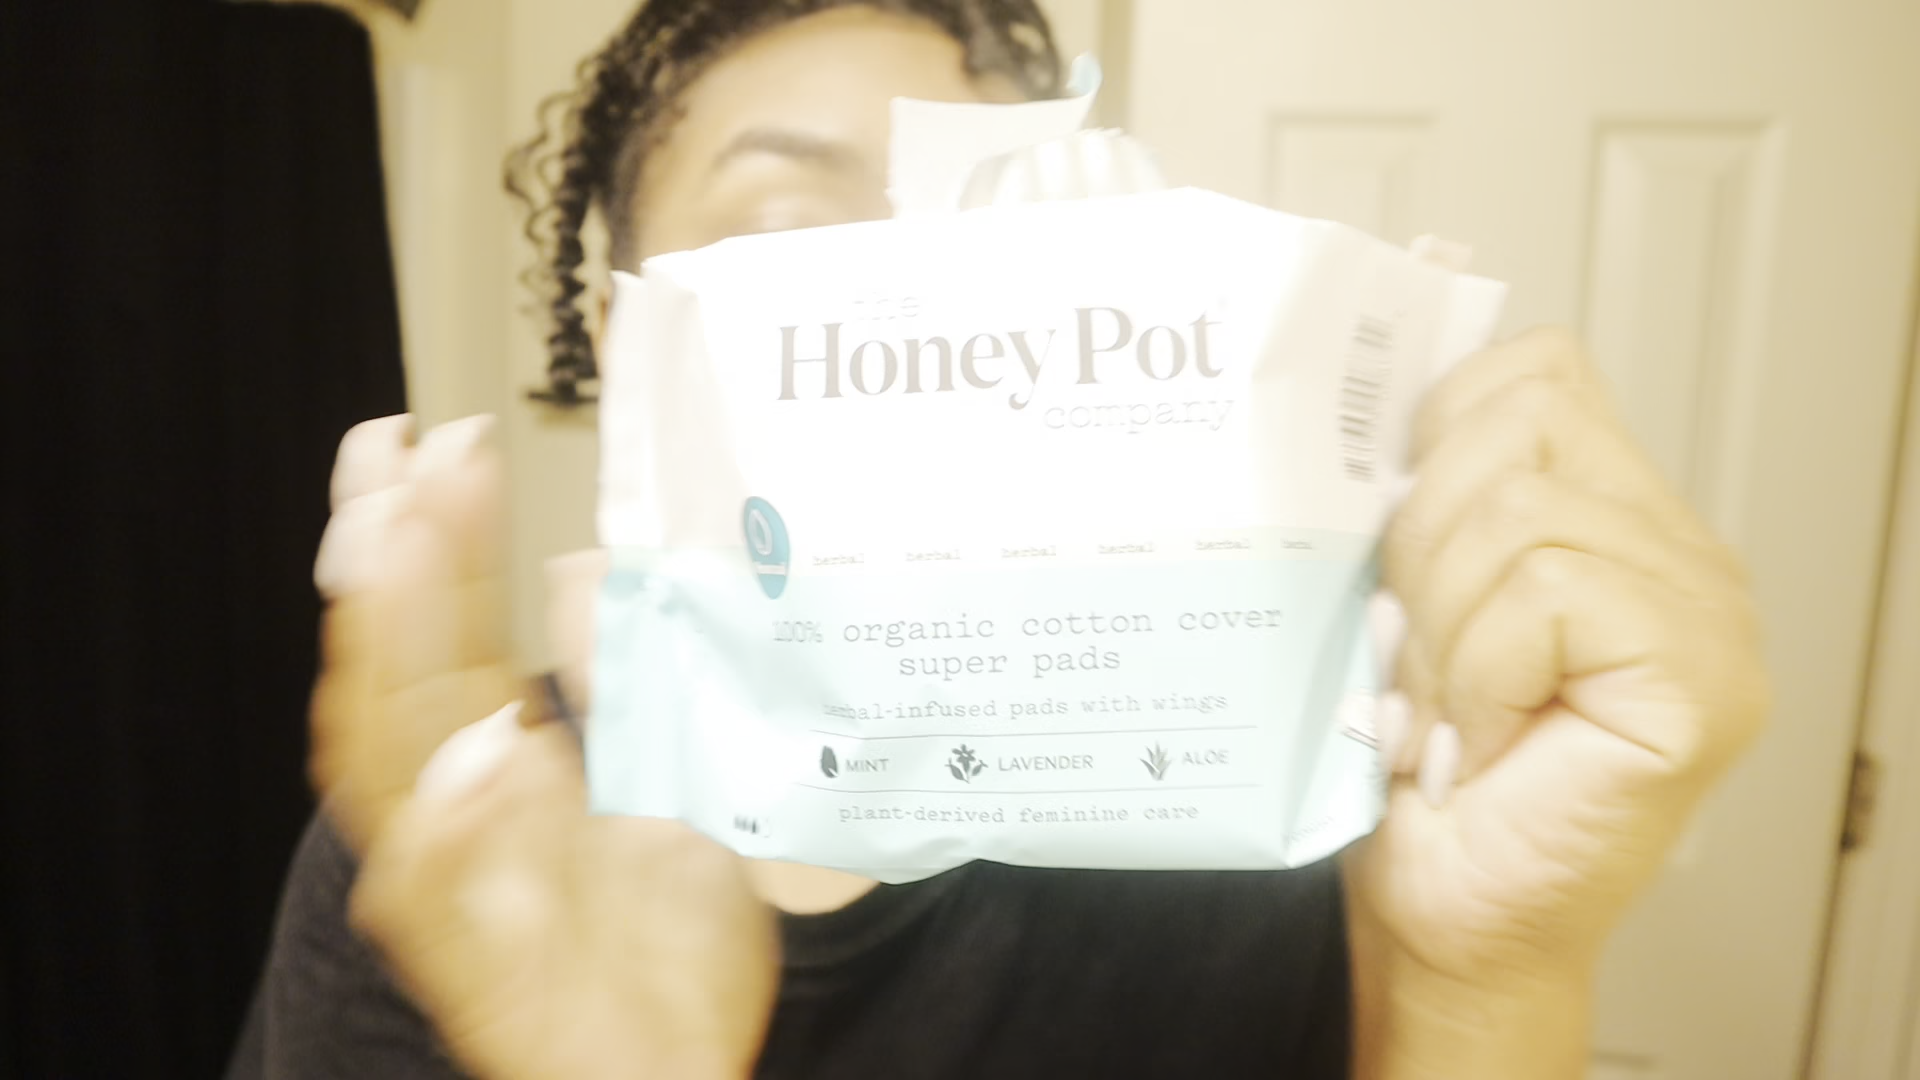 the
Honey Pot
company
herbal herbal herbal herbal herbal
100% organic cotton cover
super pads
herbal-infused pads with wings
MINT LAVENDER ALOE
plant-derived feminine care